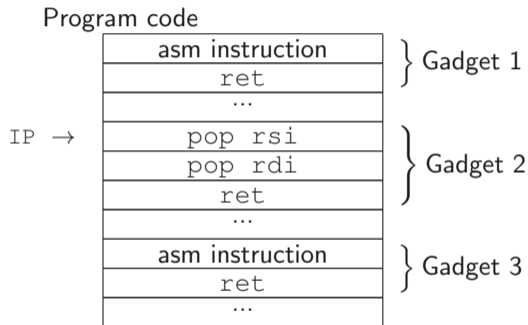 Program code
asm instruction
ret
Gadget 1
...
IP → pop rsi
pop rdi
Gadget 2
ret
...
asm instruction
ret
Gadget 3
...